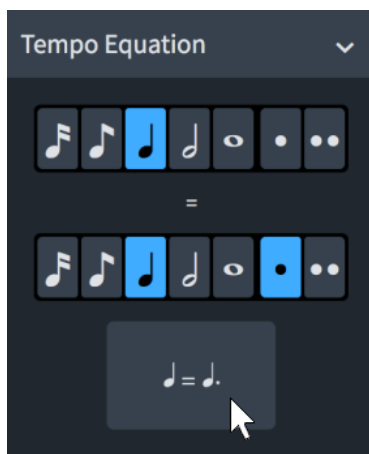 Tempo Equation
=
♩ = ♩.